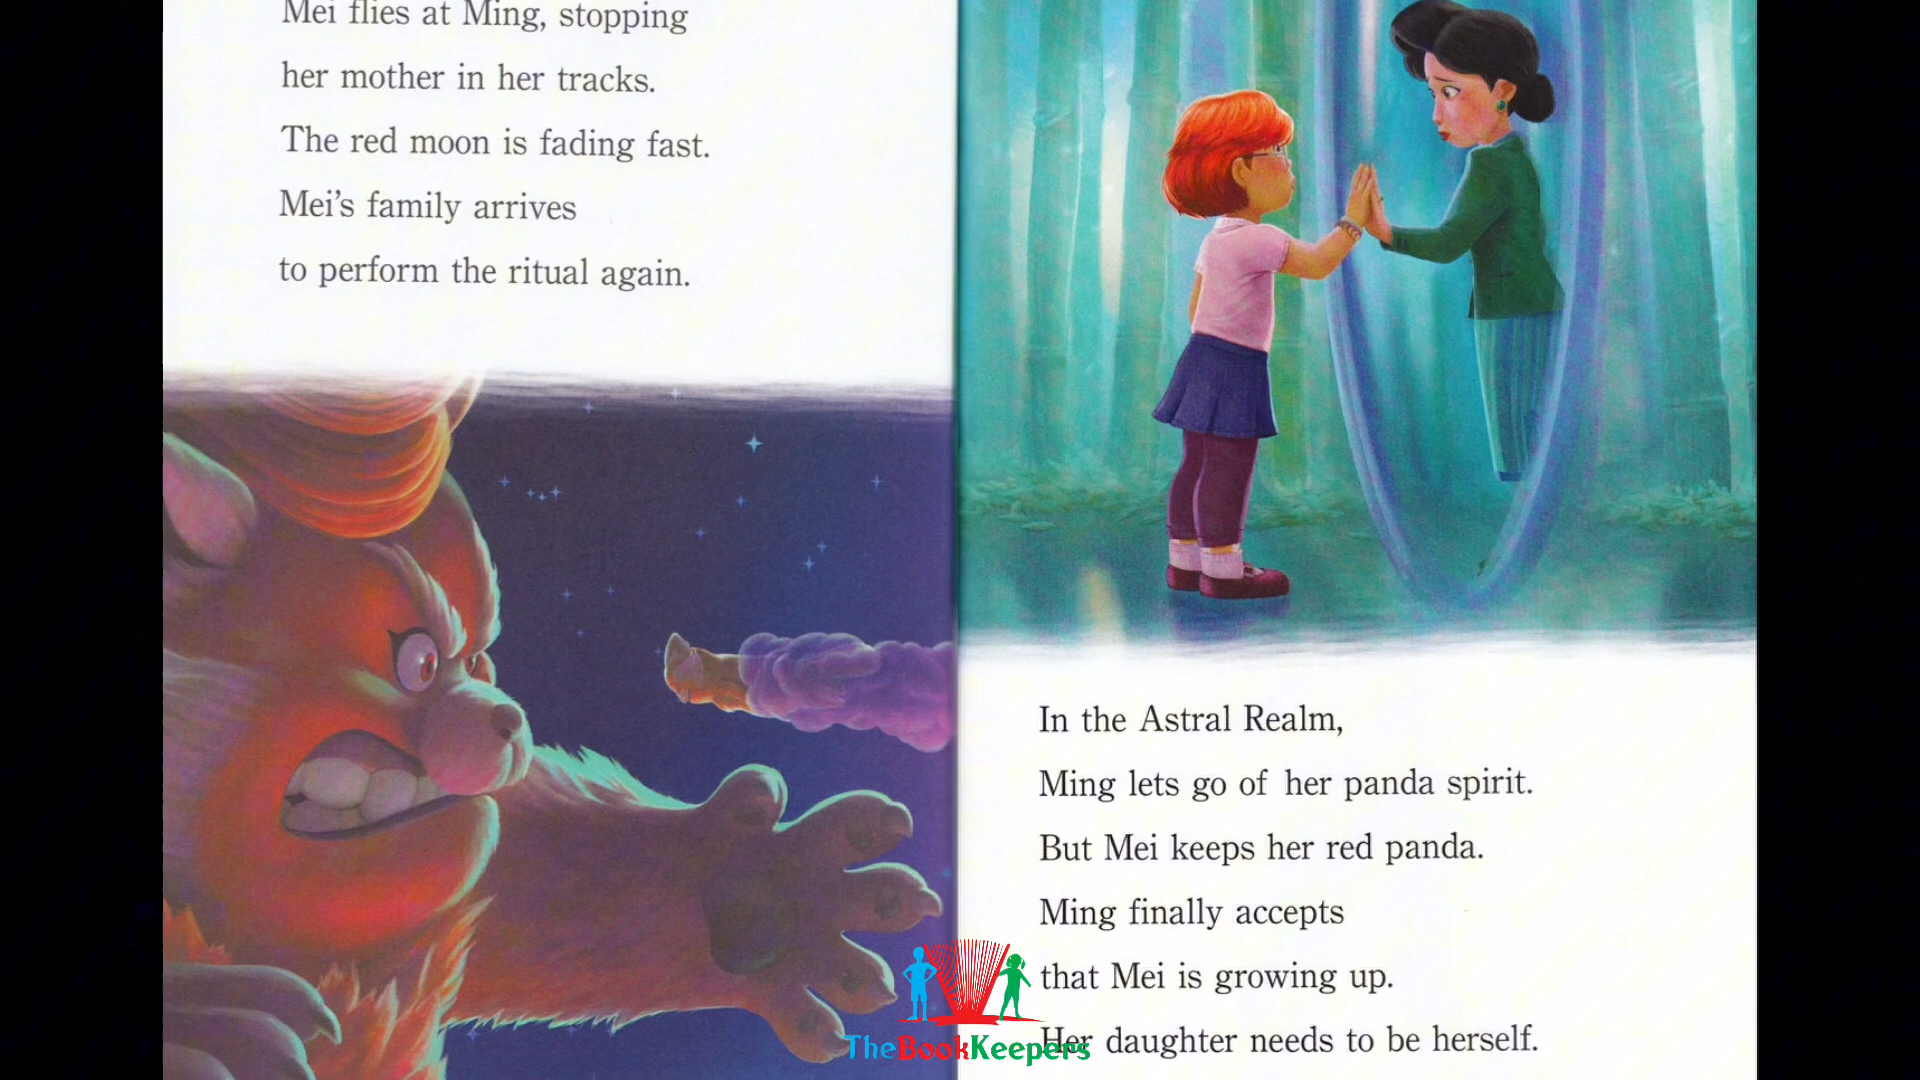 Mei flies at Ming, stopping
her mother in her tracks.
The red moon is fading fast.
Mei's family arrives
to perform the ritual again.
In the Astral Realm,
Ming lets go of her panda spirit.
But Mei keeps her red panda.
Ming finally accepts
that Mei is growing up.
Her daughter needs to be herself.
TheBookKeepers